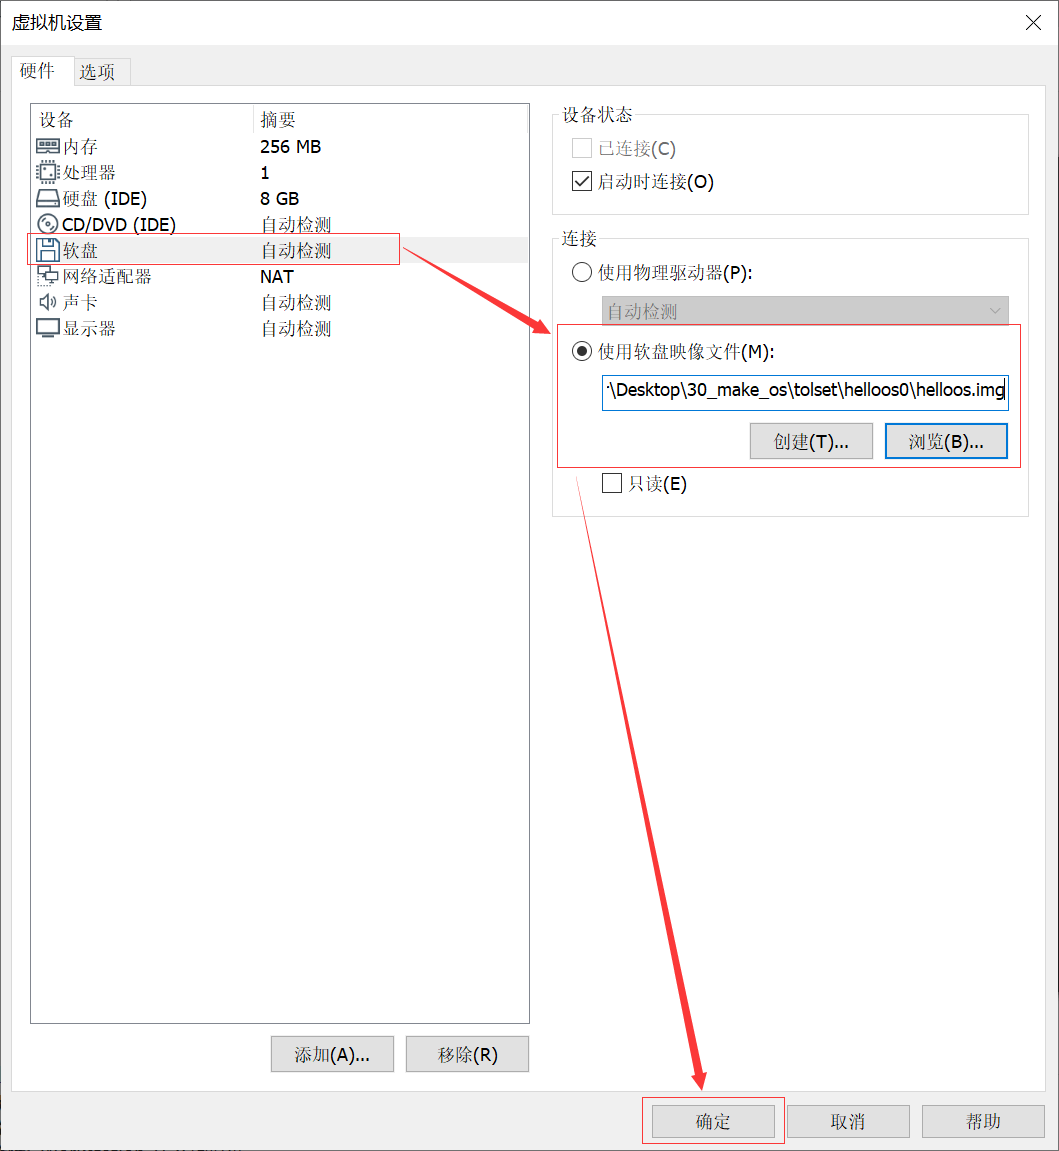 虚拟机设置
硬件 选项
设备 摘要
内存 256 MB
处理器 1
硬盘 (IDE) 8 GB
CD/DVD (IDE) 自动检测
软盘 自动检测
网络适配器 NAT
声卡 自动检测
显示器 自动检测
添加(A)... 移除(R)
设备状态
已连接(C)
启动时连接(O)
连接
使用物理驱动器(P):
自动检测
使用软盘映像文件(M):
\Desktop\30_make_os\tolset\helloos0\helloos.img
创建(T)... 浏览(B)...
只读(E)
确定 取消 帮助